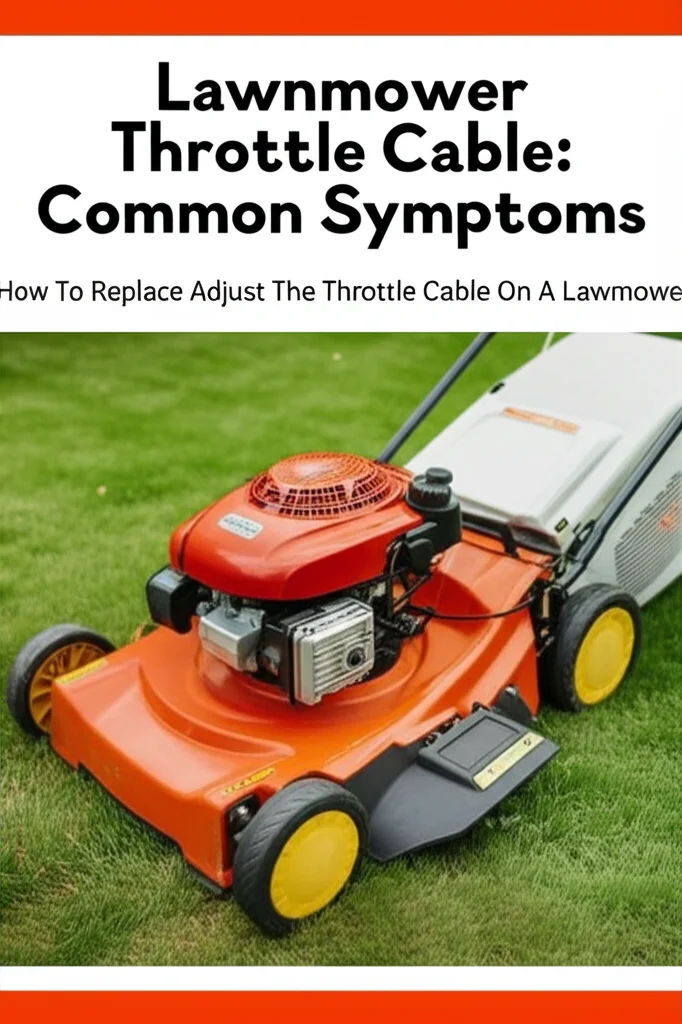 Lawnmower
Throttle Cable:
Common Symptoms
How To Replace Adjust The Throttle Cable On A Lawmowe